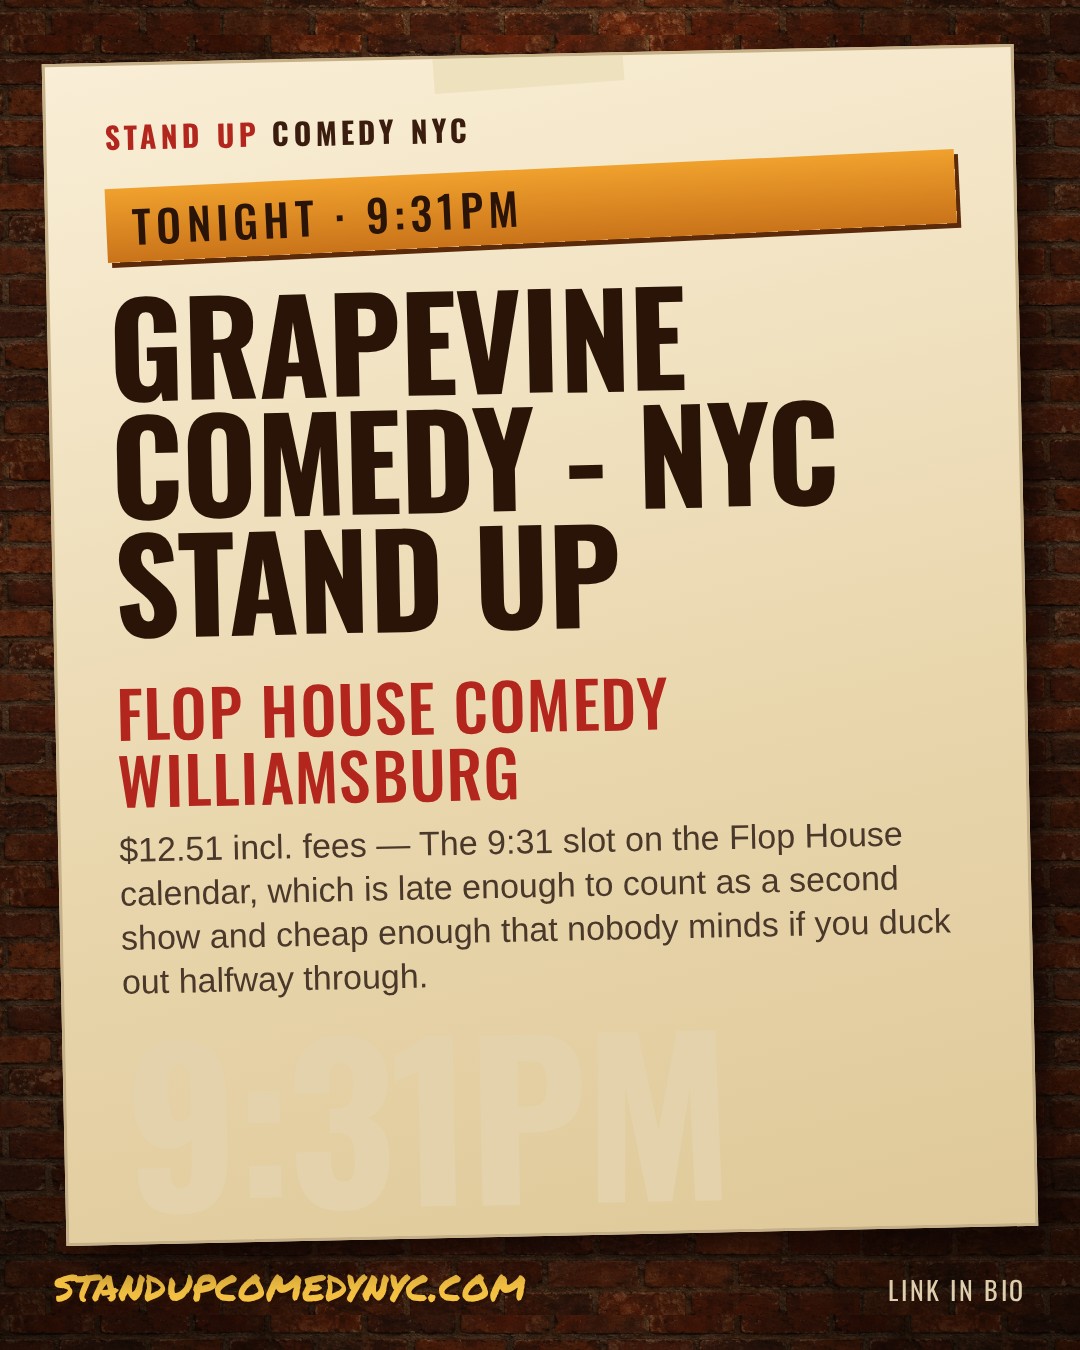 STAND UP COMEDY NYC
TONIGHT · 9:31PM
GRAPEVINE
COMEDY - NYC
STAND UP
FLOP HOUSE COMEDY
WILLIAMSBURG
$12.51 incl. fees — The 9:31 slot on the Flop House
calendar, which is late enough to count as a second
show and cheap enough that nobody minds if you duck
out halfway through.
9:31PM
STANDUPCOMEDYNYC.COM
LINK IN BIO